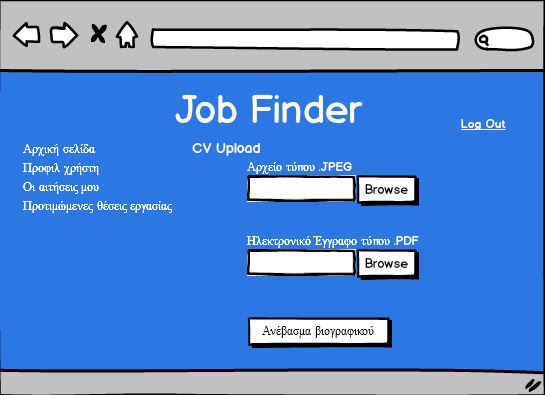 Job Finder
Log Out
Αρχική σελίδα
Προφιλ χρήστη
Οι αιτήσεις μου
Προτιμώμενες θέσεις εργασίας
CV Upload
Αρχείο τύπου .JPEG
Browse
Ηλεκτρονικό Έγγραφο τύπου .PDF
Browse
Ανέβασμα βιογραφικού